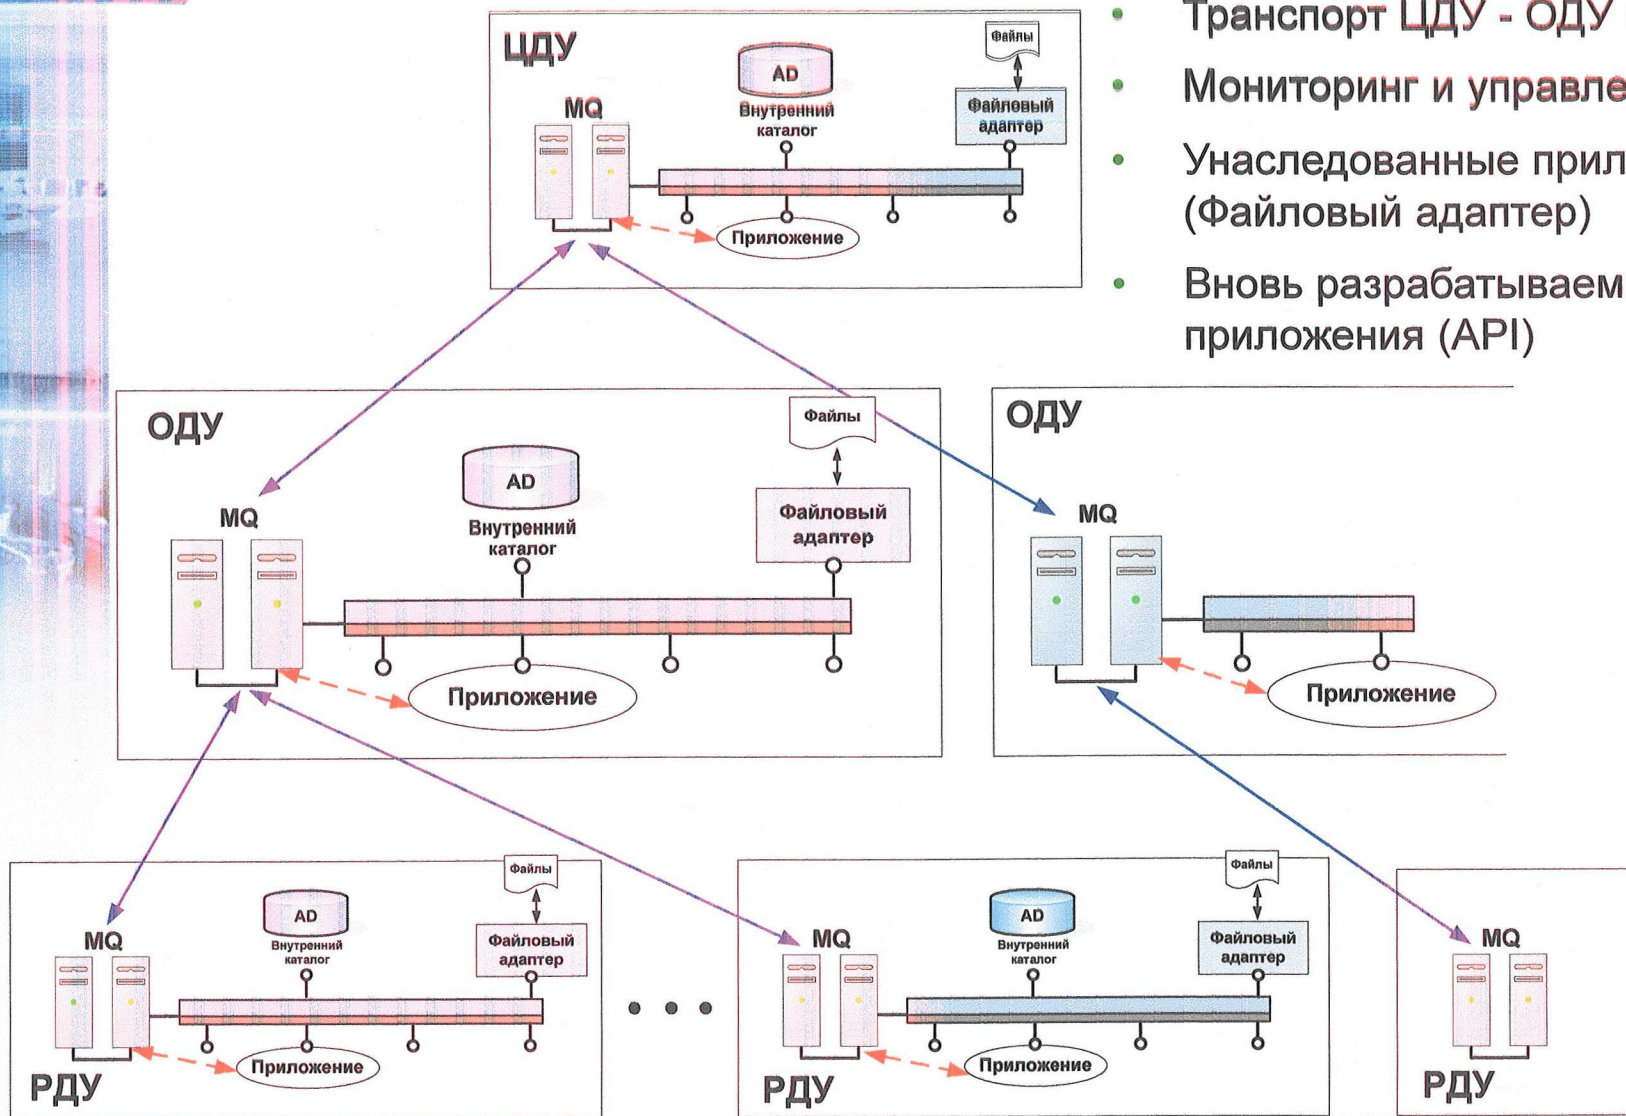 ЦДУ
MQ
AD
Внутренний
каталог
Файлы
Файловый
адаптер
Приложение
• Транспорт ЦДУ - ОДУ
• Мониторинг и управле
• Унаследованные прил
(Файловый адаптер)
• Вновь разрабатываем
приложения (API)
ОДУ
MQ
AD
Внутренний
каталог
Файлы
Файловый
адаптер
Приложение
ОДУ
MQ
Приложение
MQ
AD
Внутренний
каталог
Файлы
Файловый
адаптер
Приложение
РДУ
• • •
MQ
AD
Внутренний
каталог
Файлы
Файловый
адаптер
Приложение
РДУ
MQ
РДУ